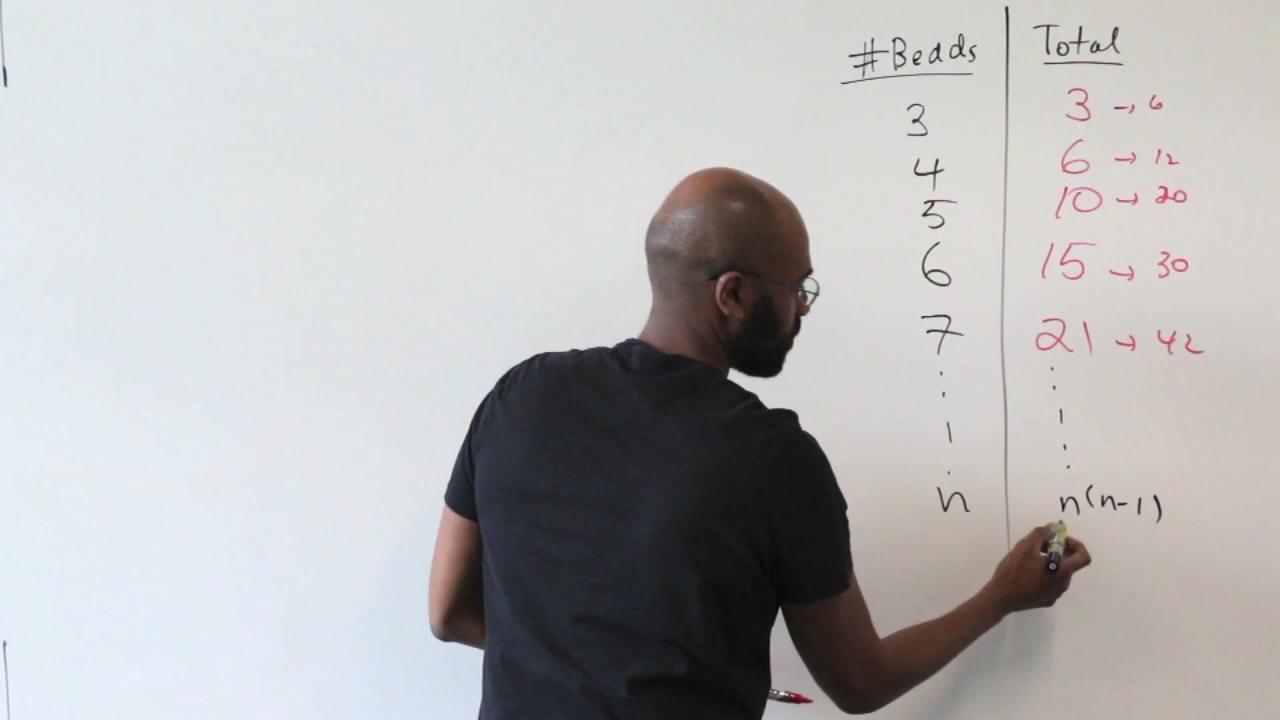 #Beads Total
3 3 → 6
4 6 → 12
5 10 → 20
6 15 → 30
7 21 → 42
n n(n-1)